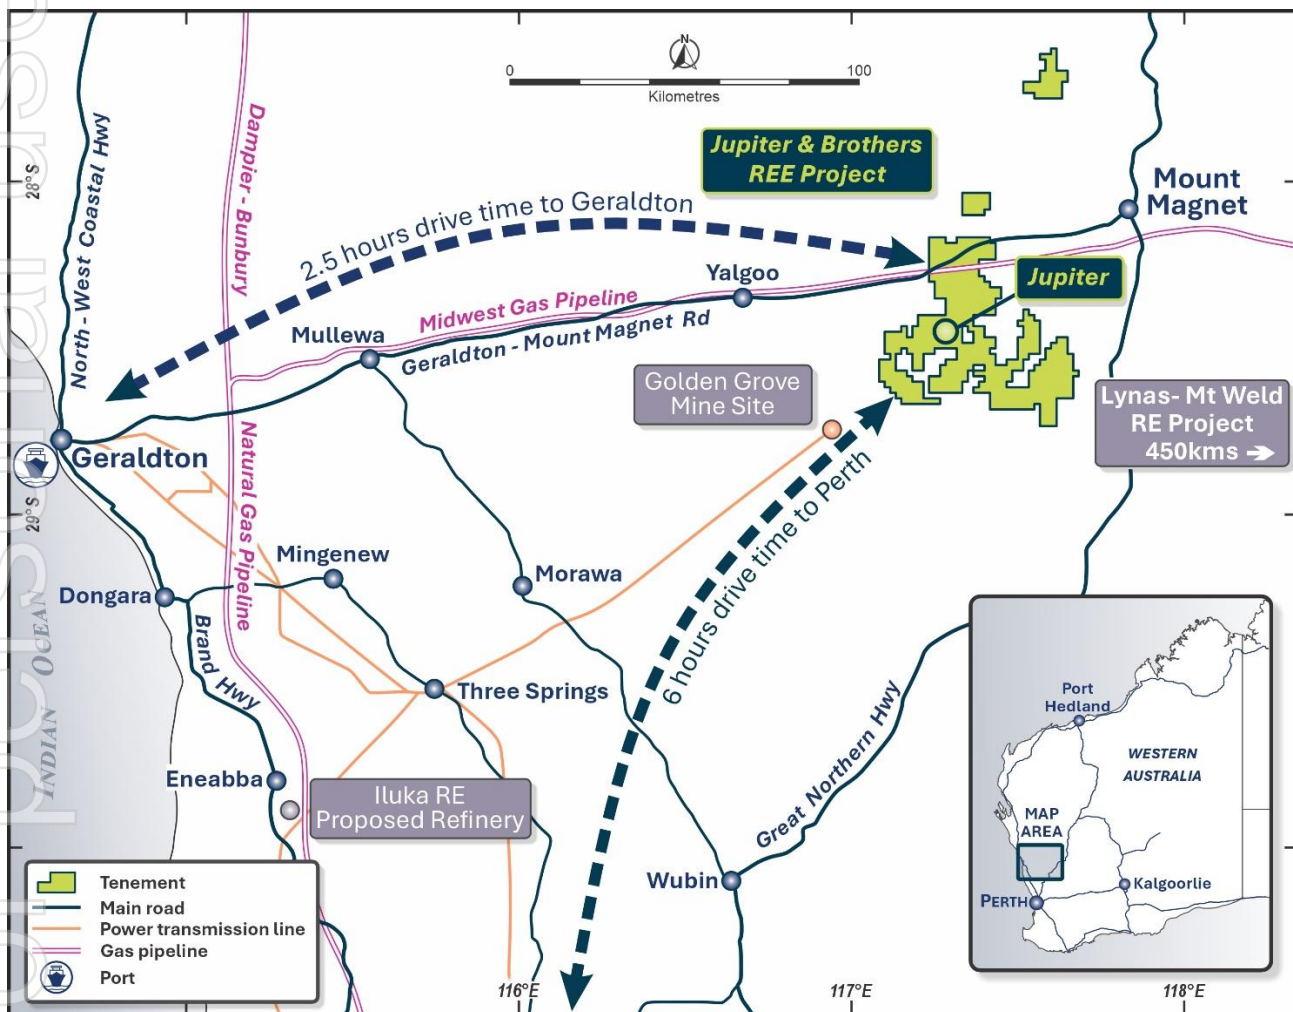 N
0
100
Kilometres
Jupiter & Brothers
REE Project
Mount
Magnet
28°S
North - West Coastal Hwy
Dampier - Bunbury
2.5 hours drive time to Geraldton
Yalgoo
Jupiter
Midwest Gas Pipeline
Mullewa
Geraldton - Mount Magnet Rd
Golden Grove
Mine Site
Lynas- Mt Weld
RE Project
450kms
Geraldton
Natural Gas Pipeline
6 hours drive time to Perth
29°S
Mingenew
Morawa
Dongara
INDIAN OCEAN
Brand Hwy
Three Springs
Great Northern Hwy
Eneabba
Iluka RE
Proposed Refinery
Wubin
Port
Hedland
WESTERN
AUSTRALIA
MAP
AREA
Kalgoorlie
PERTH
Tenement
Main road
Power transmission line
Gas pipeline
Port
116°E
117°E
118°E